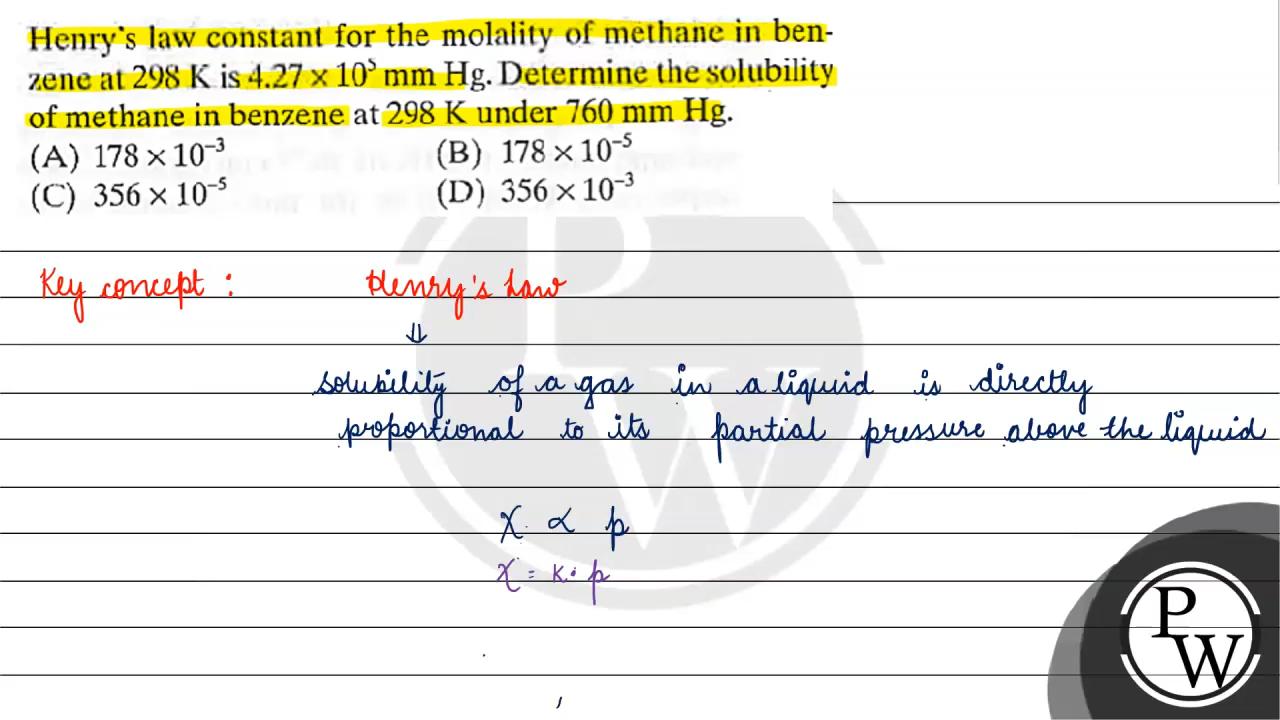 Henry's law constant for the molality of methane in ben-
zene at 298 K is 4.27 × 10⁵ mm Hg. Determine the solubility
of methane in benzene at 298 K under 760 mm Hg.
(A) 178 × 10⁻³ (B) 178 × 10⁻⁵
(C) 356 × 10⁻⁵ (D) 356 × 10⁻³
Key concept : Henry's Law
⇓
solubility of a gas in a liquid is directly
proportional to its partial pressure above the liquid
χ ∝ p
χ = K · p
P
W
P
W